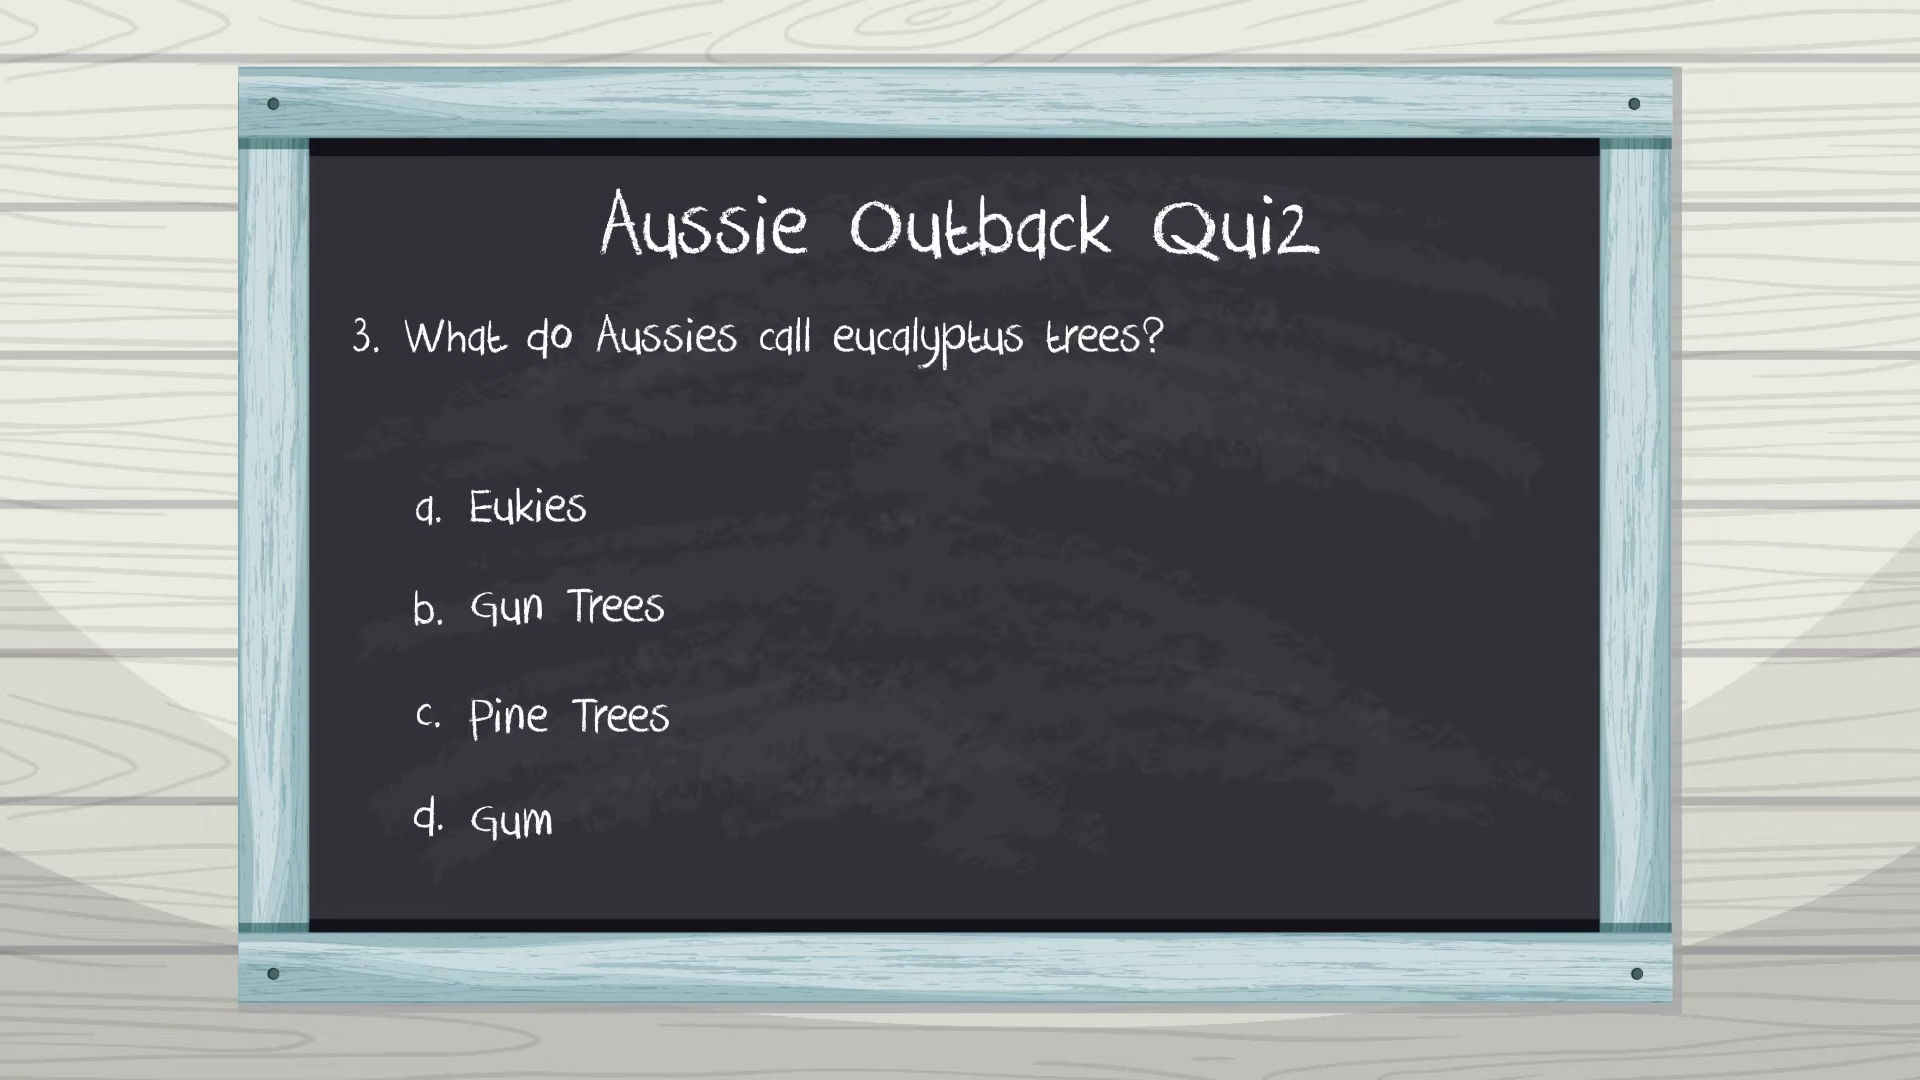 Aussie Outback Quiz
3. What do Aussies call eucalyptus trees?
a. Eukies
b. Gun Trees
c. Pine Trees
d. Gum